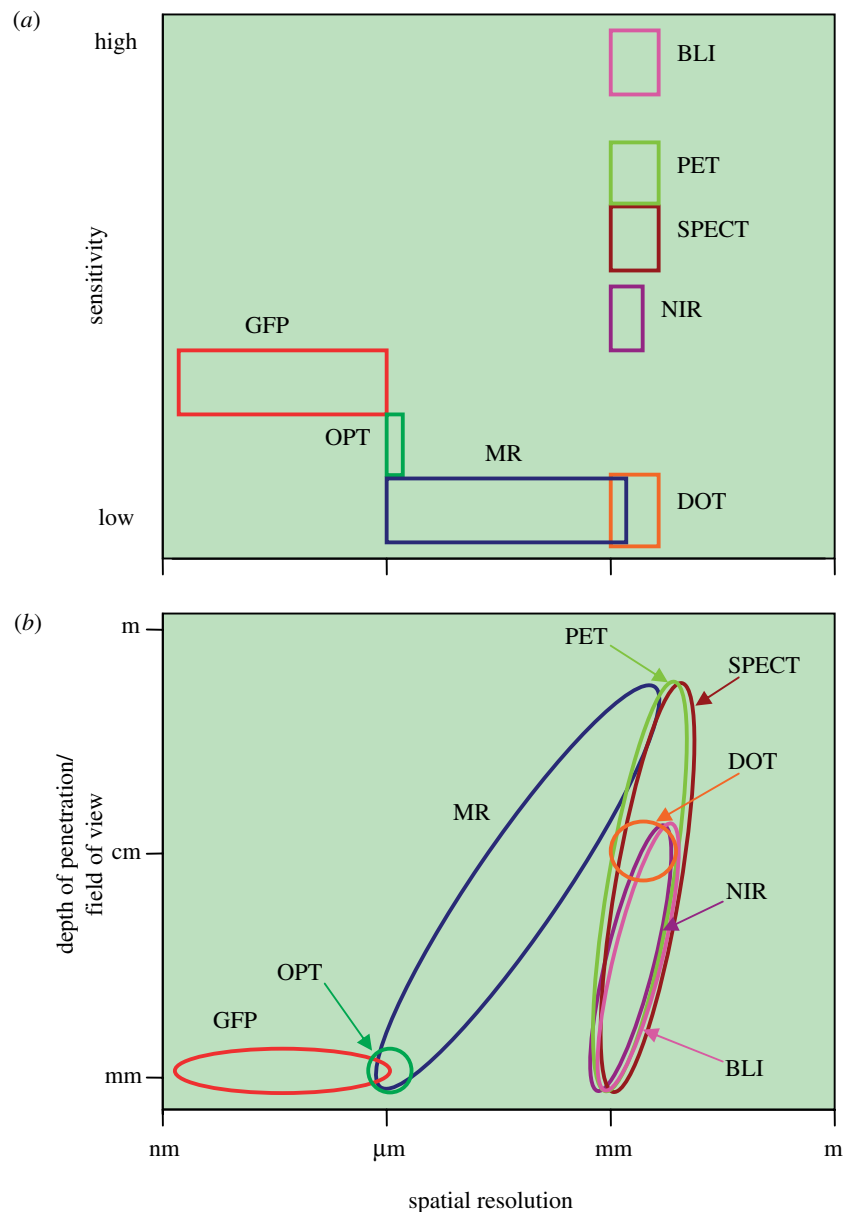 (a)
high
BLI
PET
SPECT
sensitivity
NIR
GFP
OPT
MR
DOT
low
(b)
m
PET
SPECT
DOT
MR
depth of penetration/
field of view
cm
NIR
OPT
GFP
BLI
mm
nm μm mm m
spatial resolution